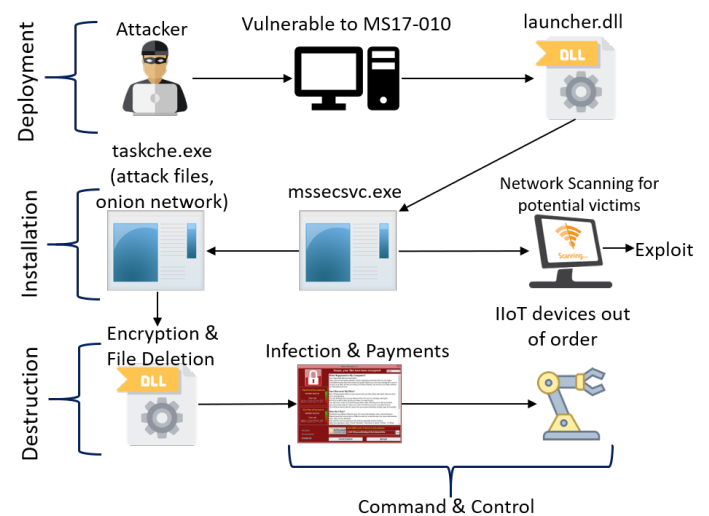 Deployment
Attacker
Vulnerable to MS17-010
launcher.dll
DLL
Installation
taskche.exe
(attack files,
onion network)
mssecsvc.exe
Network Scanning for
potential victims
Scanning...
Exploit
Destruction
Encryption &
File Deletion
DLL
Infection & Payments
IIoT devices out
of order
Command & Control